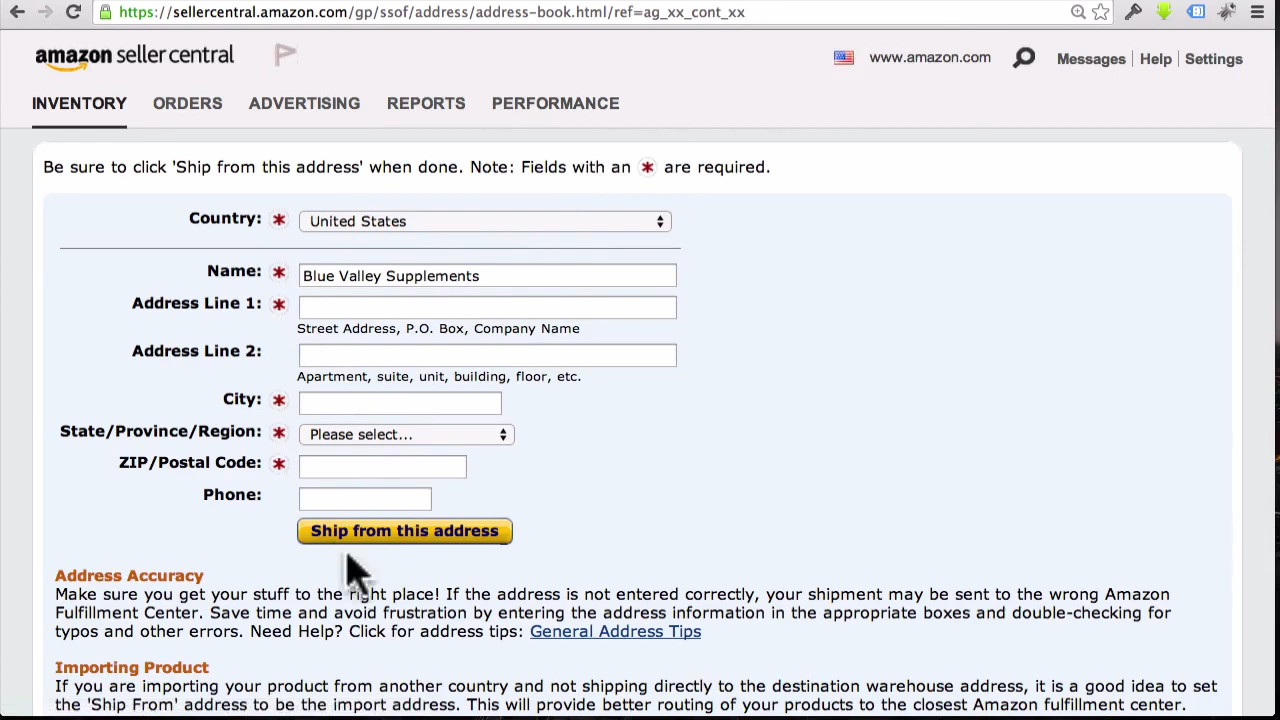 https://sellercentral.amazon.com/gp/ssof/address/address-book.html/ref=ag_xx_cont_xx
amazon seller central
www.amazon.com
Messages | Help | Settings
INVENTORY ORDERS ADVERTISING REPORTS PERFORMANCE
Be sure to click 'Ship from this address' when done. Note: Fields with an * are required.
Country: * United States
Name: * Blue Valley Supplements
Address Line 1: *
Street Address, P.O. Box, Company Name
Address Line 2:
Apartment, suite, unit, building, floor, etc.
City: *
State/Province/Region: * Please select...
ZIP/Postal Code: *
Phone:
Ship from this address
Address Accuracy
Make sure you get your stuff to the right place! If the address is not entered correctly, your shipment may be sent to the wrong Amazon
Fulfillment Center. Save time and avoid frustration by entering the address information in the appropriate boxes and double-checking for
typos and other errors. Need Help? Click for address tips: General Address Tips
Importing Product
If you are importing your product from another country and not shipping directly to the destination warehouse address, it is a good idea to set
the 'Ship From' address to be the import address. This will provide better routing of your products to the closest Amazon fulfillment center.